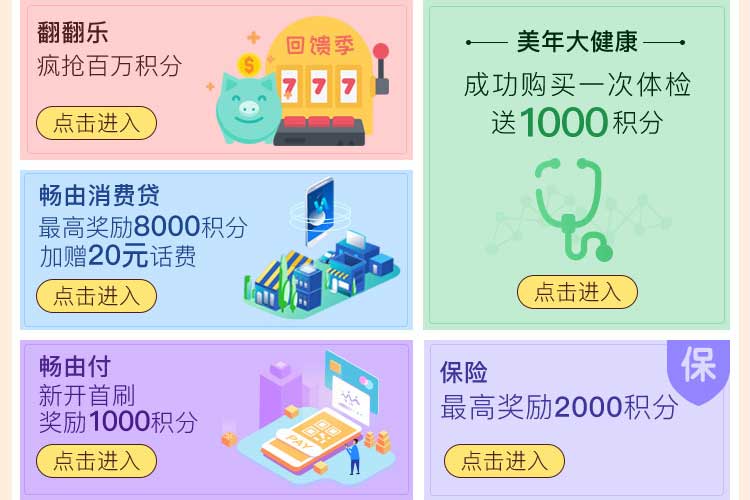 翻翻乐
疯抢百万积分
点击进入
回馈季
$
7 7 7
美年大健康
成功购买一次体检
送1000积分
点击进入
畅由消费贷
最高奖励8000积分
加赠20元话费
点击进入
畅由付
新开首刷
奖励1000积分
点击进入
PAY
保险
最高奖励2000积分
点击进入
保